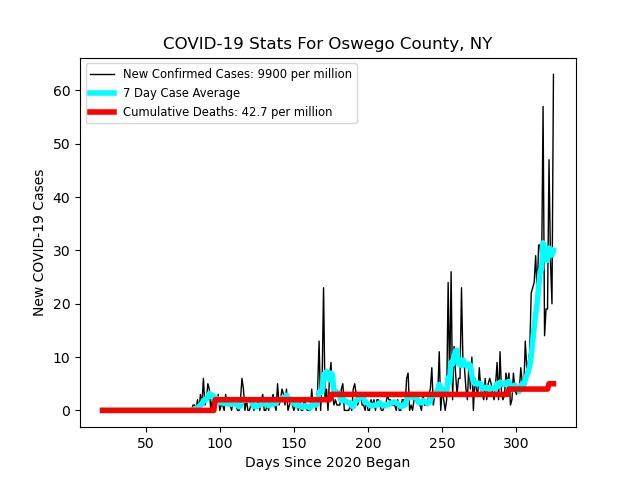 COVID-19 Stats For Oswego County, NY
New Confirmed Cases: 9900 per million
7 Day Case Average
Cumulative Deaths: 42.7 per million
New COVID-19 Cases
60
50
40
30
20
10
0
50 100 150 200 250 300
Days Since 2020 Began